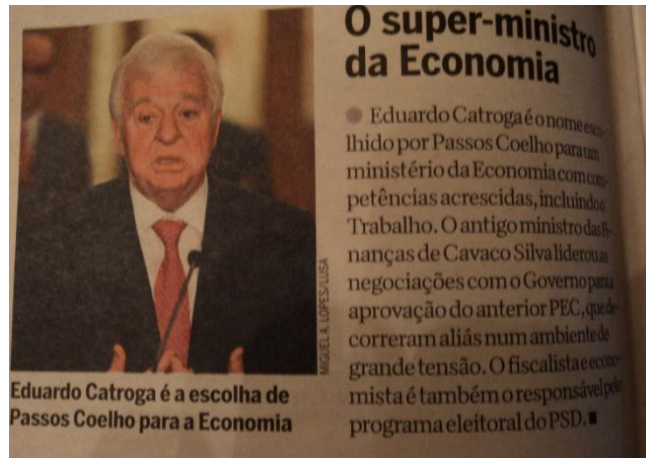 O super-ministro
da Economia
Eduardo Catroga é o nome esco-
lhido por Passos Coelho para um
ministério da Economia com com-
petências acrescidas, incluindo o
Trabalho. O antigo ministro das Fi-
nanças de Cavaco Silva liderou as
negociações com o Governo para a
aprovação do anterior PEC, que de-
correram aliás num ambiente de
grande tensão. O fiscalista e econo-
mista é também o responsável pelo
programa eleitoral do PSD.
MIGUEL A. LOPES/LUSA
Eduardo Catroga é a escolha de
Passos Coelho para a Economia